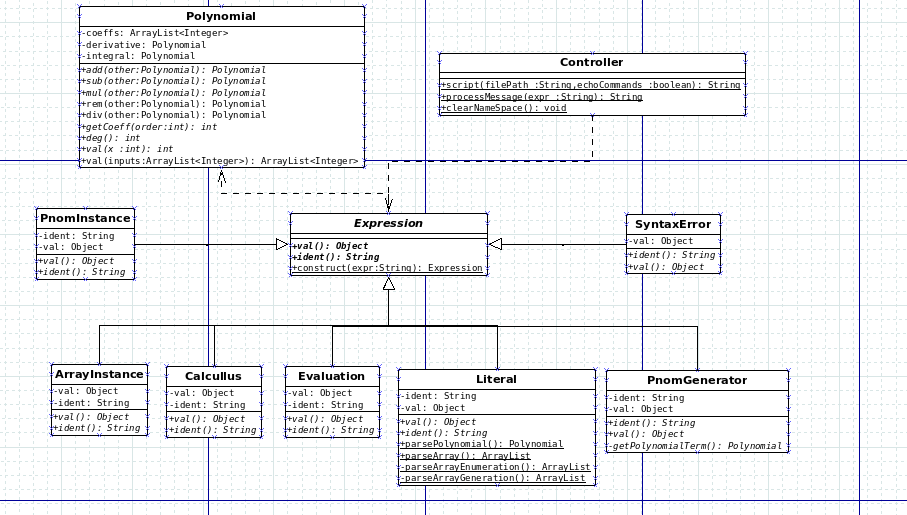 Polynomial
-coeffs: ArrayList<Integer>
-derivative: Polynomial
-integral: Polynomial
+add(other:Polynomial): Polynomial
+sub(other:Polynomial): Polynomial
+mul(other:Polynomial): Polynomial
+rem(other:Polynomial): Polynomial
+div(other:Polynomial): Polynomial
+getCoeff(order:int): int
+deg(): int
+val(x :int): int
+val(inputs:ArrayList<Integer>): ArrayList<Integer>
Controller
+script(filePath :String,echoCommands :boolean): String
+processMessage(expr :String): String
+clearNameSpace(): void
PnomInstance
-ident: String
-val: Object
+val(): Object
+ident(): String
Expression
+val(): Object
+ident(): String
+construct(expr:String): Expression
SyntaxError
-val: Object
+ident(): String
+val(): Object
ArrayInstance
-val: Object
-ident: String
+val(): Object
+ident(): String
Calcullus
-val: Object
-ident: String
+val(): Object
+ident(): String
Evaluation
-val: Object
-ident: String
+val(): Object
+ident(): String
Literal
-ident: String
-val: Object
+val(): Object
+ident(): String
+parsePolynomial(): Polynomial
+parseArray(): ArrayList
-parseArrayEnumeration(): ArrayList
-parseArrayGeneration(): ArrayList
PnomGenerator
-ident: String
-val: Object
+ident(): String
+val(): Object
-getPolynomialTerm(): Polynomial